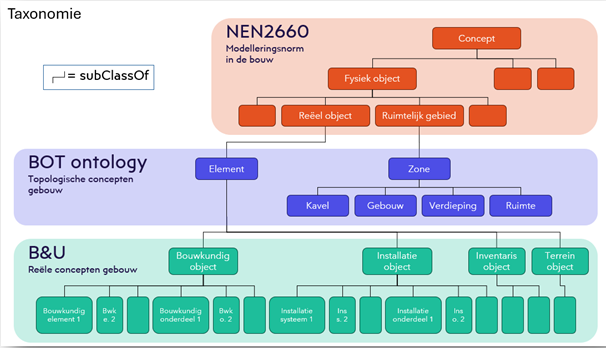 Taxonomie
= subClassOf
NEN2660
Modelleringsnorm
in de bouw
Concept
Fysiek object
Reëel object
Ruimtelijk gebied
BOT ontology
Topologische concepten
gebouw
Element
Zone
Kavel
Gebouw
Verdieping
Ruimte
B&U
Reële concepten gebouw
Bouwkundig
object
Installatie
object
Inventaris
object
Terrein
object
Bouwkundig
element 1
Bwk
e. 2
Bouwkundig
onderdeel 1
Bwk
o. 2
Installatie
systeem 1
Ins
s. 2
Installatie
onderdeel 1
Ins
o. 2